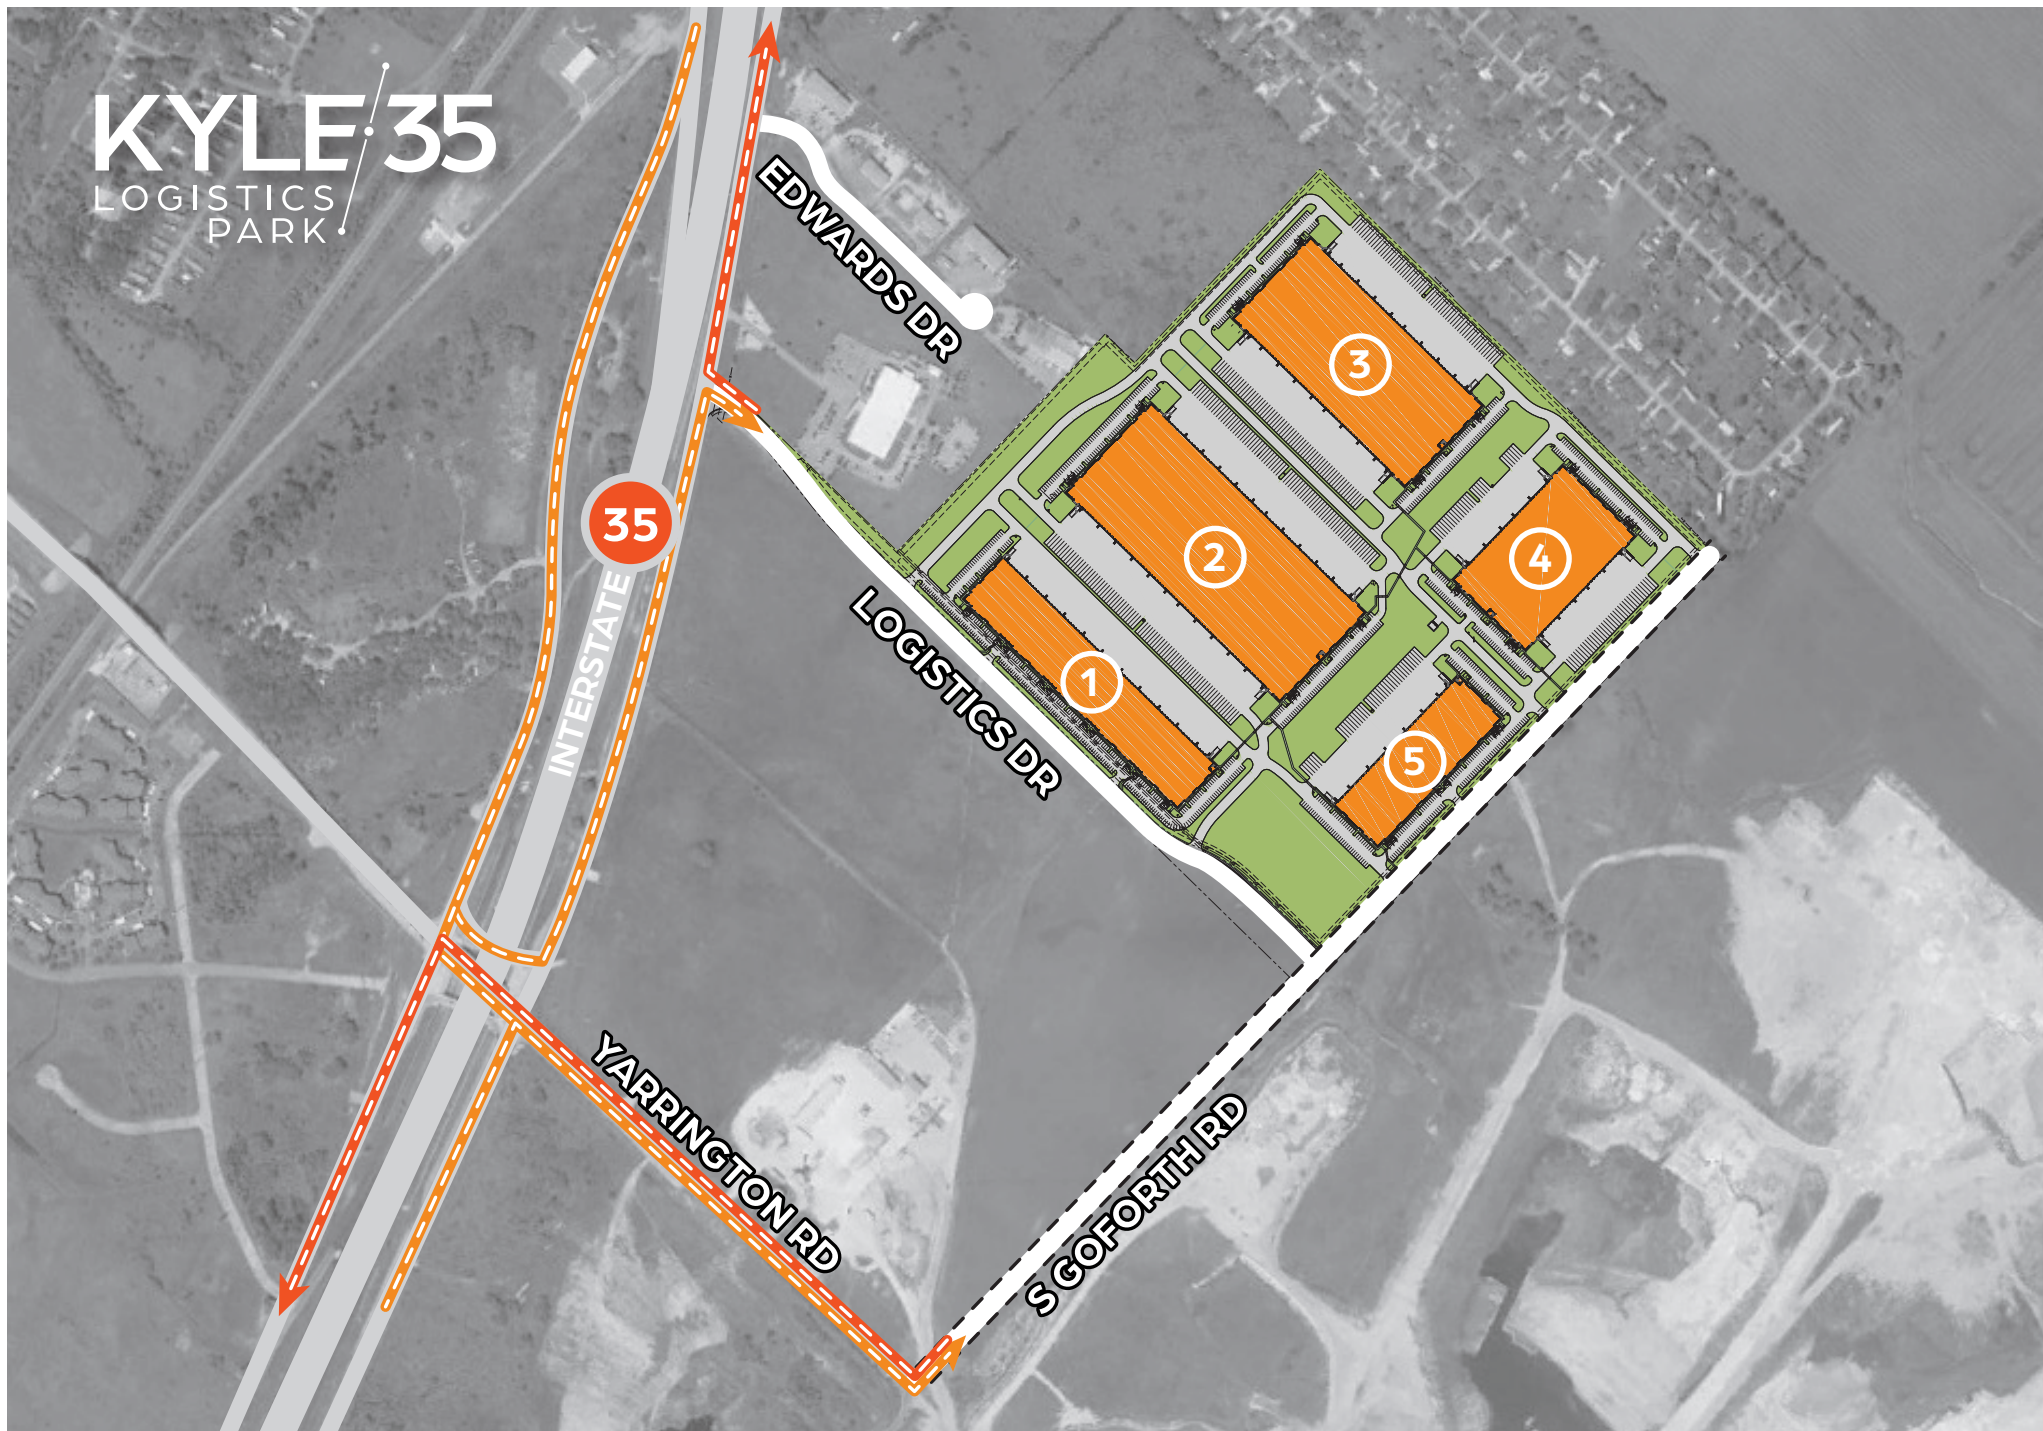 KYLE 35
LOGISTICS
PARK
EDWARDS DR
3
35
2
4
INTERSTATE
LOGISTICS DR
1
5
YARRINGTON RD
S GOFORTH RD